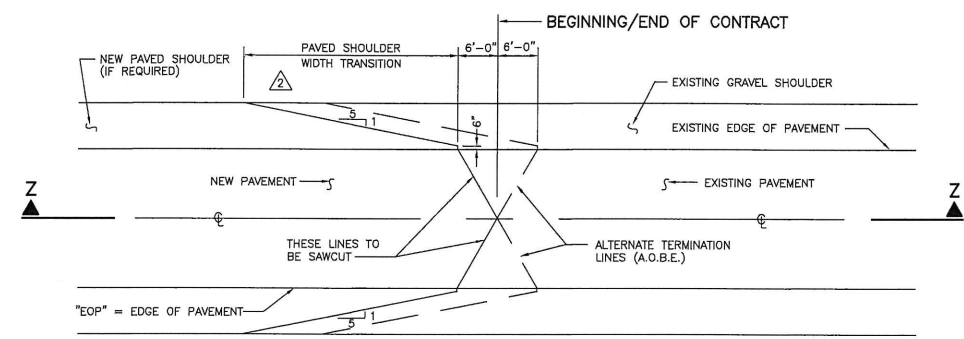 BEGINNING/END OF CONTRACT
PAVED SHOULDER
WIDTH TRANSITION
6'-0"
6'-0"
NEW PAVED SHOULDER
(IF REQUIRED)
2
EXISTING GRAVEL SHOULDER
5
1
6"
EXISTING EDGE OF PAVEMENT
NEW PAVEMENT
EXISTING PAVEMENT
Z
Z
℄
℄
THESE LINES TO
BE SAWCUT
ALTERNATE TERMINATION
LINES (A.O.B.E.)
"EOP" = EDGE OF PAVEMENT
5
1